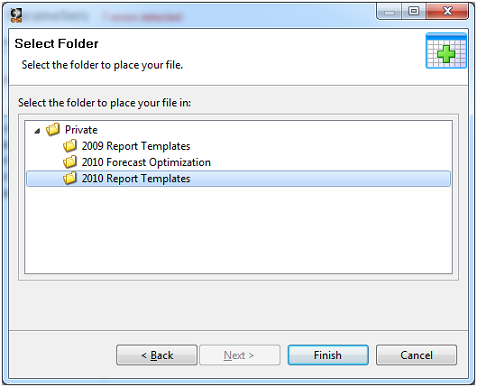 Select Folder
Select the folder to place your file.
Select the folder to place your file in:
Private
2009 Report Templates
2010 Forecast Optimization
2010 Report Templates
< Back
Next >
Finish
Cancel